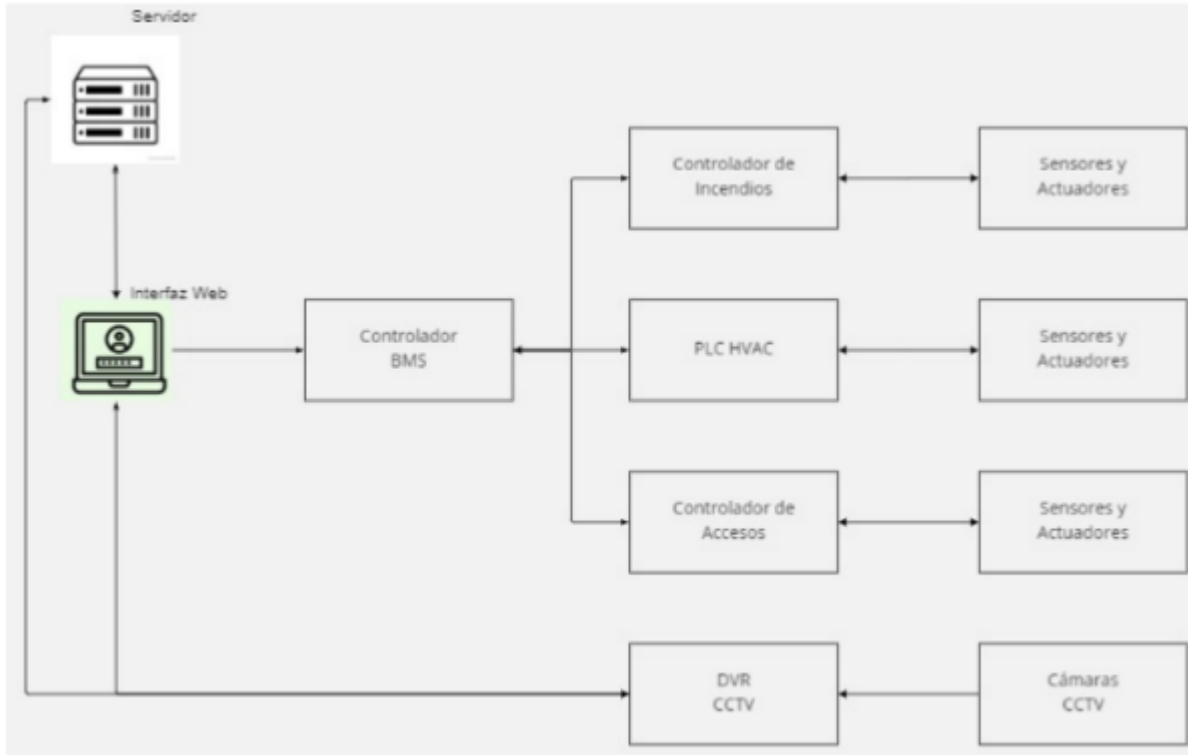 Servidor
Controlador de
Incendios
Sensores y
Actuadores
Interfaz Web
Controlador
BMS
PLC HVAC
Sensores y
Actuadores
Controlador de
Accesos
Sensores y
Actuadores
DVR
CCTV
Cámaras
CCTV